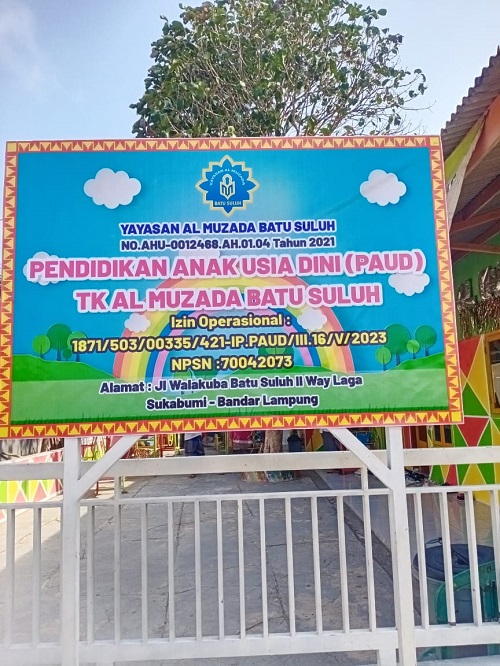 YAYASAN AL MUZADA
BATU SULUH
YAYASAN AL MUZADA BATU SULUH
NO.AHU-0012468.AH.01.04 Tahun 2021
PENDIDIKAN ANAK USIA DINI (PAUD)
TK AL MUZADA BATU SULUH
Izin Operasional :
1871/503/00335/421-IP.PAUD/III.16/V/2023
NPSN :70042073
Alamat : Jl Walakuba Batu Suluh II Way Laga
Sukabumi - Bandar Lampung